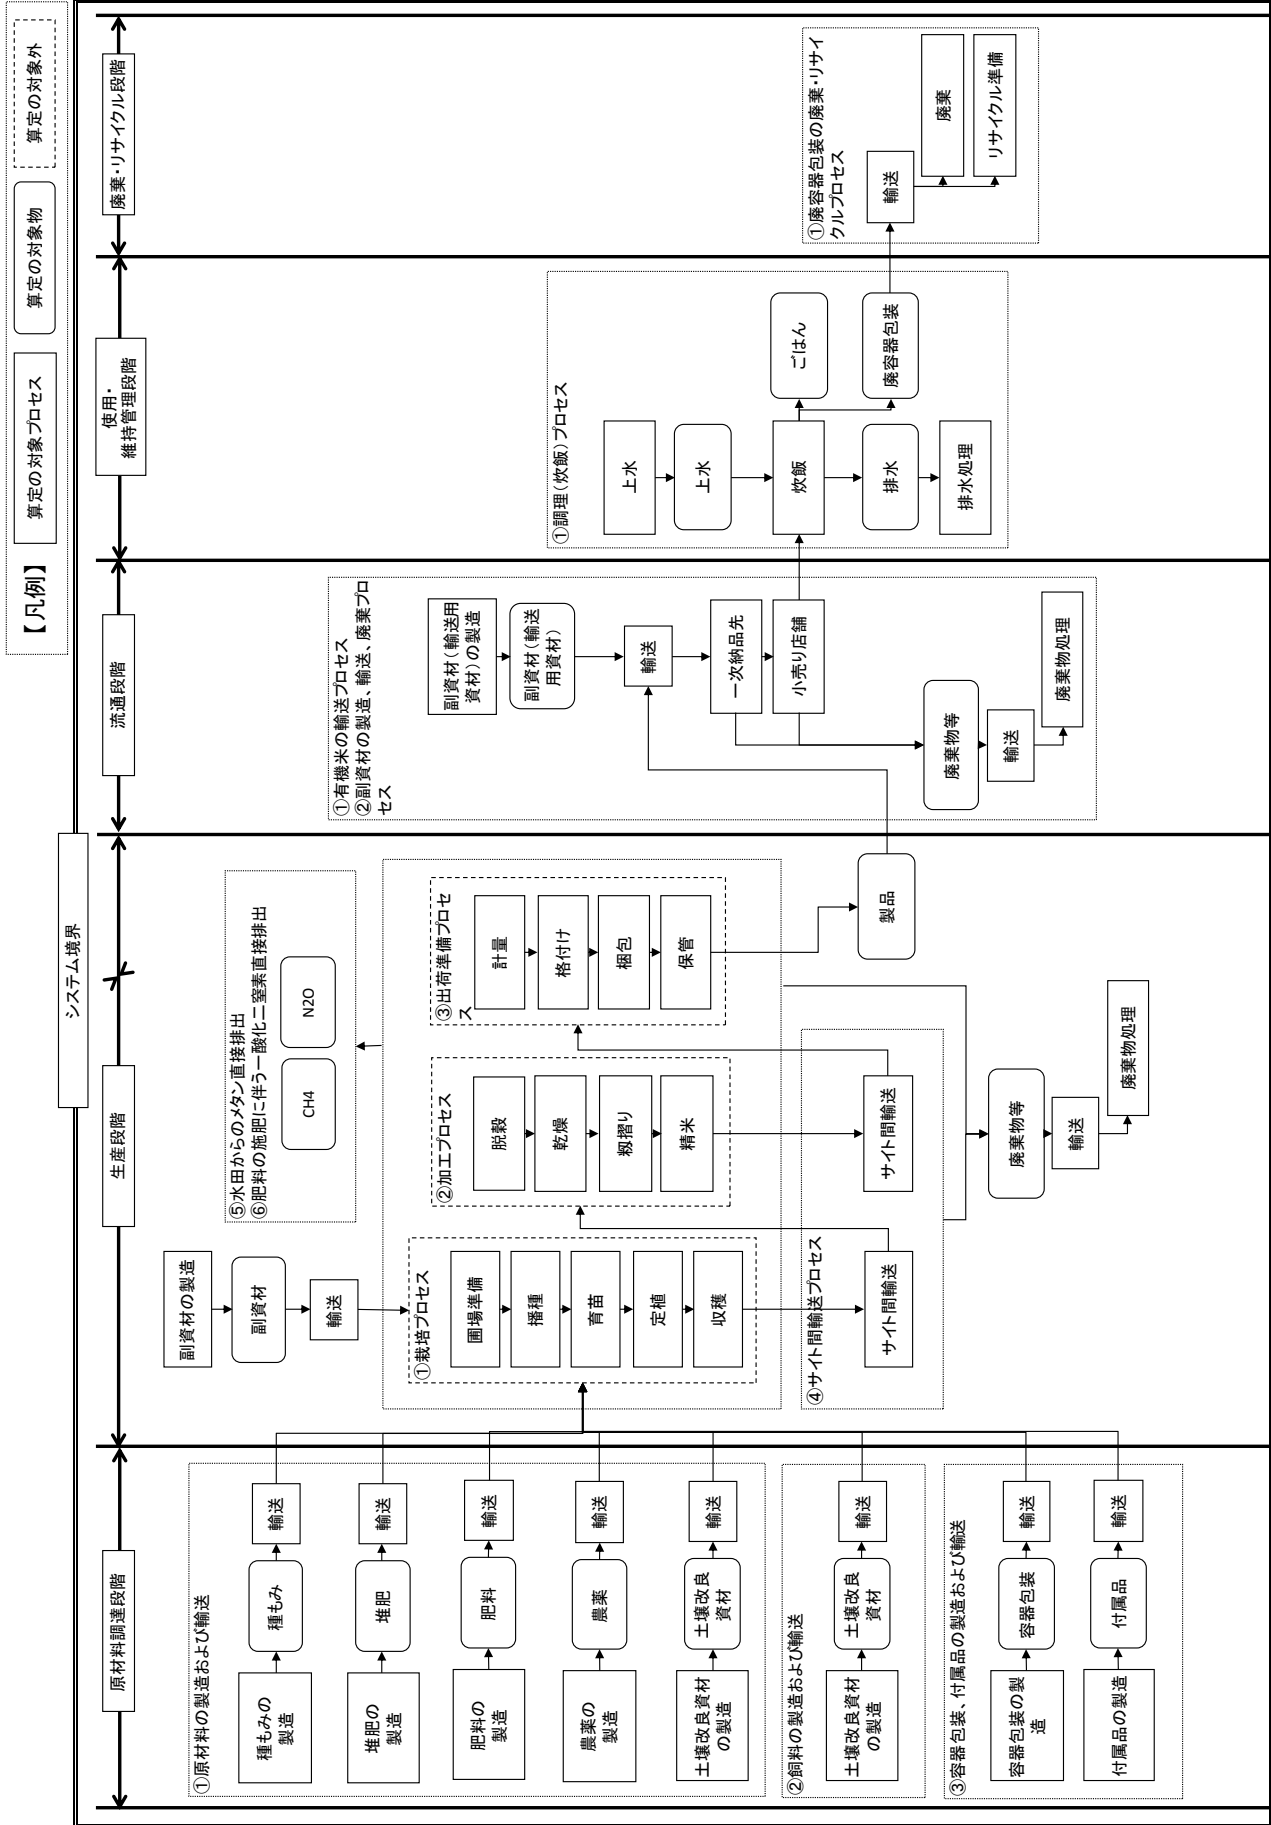 【凡例】
算定の対象プロセス
算定の対象物
算定の対象外
システム境界
原材料調達段階
生産段階
流通段階
使用・
維持管理段階
廃棄・リサイクル段階
①原材料の製造および輸送
種もみの
製造
種もみ
輸送
堆肥の
製造
堆肥
輸送
肥料の
製造
肥料
輸送
農薬の
製造
農薬
輸送
土壌改良資材
の製造
土壌改良
資材
輸送
②飼料の製造および輸送
土壌改良資材
の製造
土壌改良
資材
輸送
③容器包装、付属品の製造および輸送
容器包装の製
造
容器包装
輸送
付属品の製造
付属品
輸送
副資材の製造
副資材
輸送
①栽培プロセス
圃場準備
播種
育苗
定植
収穫
⑤水田からのメタン直接排出
⑥肥料の施肥に伴う一酸化二窒素直接排出
CH4
N2O
②加工プロセス
脱穀
乾燥
籾摺り
精米
③出荷準備プロセ
ス
計量
格付け
梱包
保管
④サイト間輸送プロセス
サイト間輸送
サイト間輸送
製品
廃棄物等
輸送
廃棄物処理
①有機米の輸送プロセス
②副資材の製造、輸送、廃棄プロ
セス
副資材(輸送用
資材)の製造
副資材(輸送
用資材)
輸送
一次納品先
小売り店舗
廃棄物等
輸送
廃棄物処理
①調理(炊飯)プロセス
上水
上水
炊飯
排水
排水処理
ごはん
廃容器包装
①廃容器包装の廃棄・リサイ
クルプロセス
輸送
廃棄
リサイクル準備